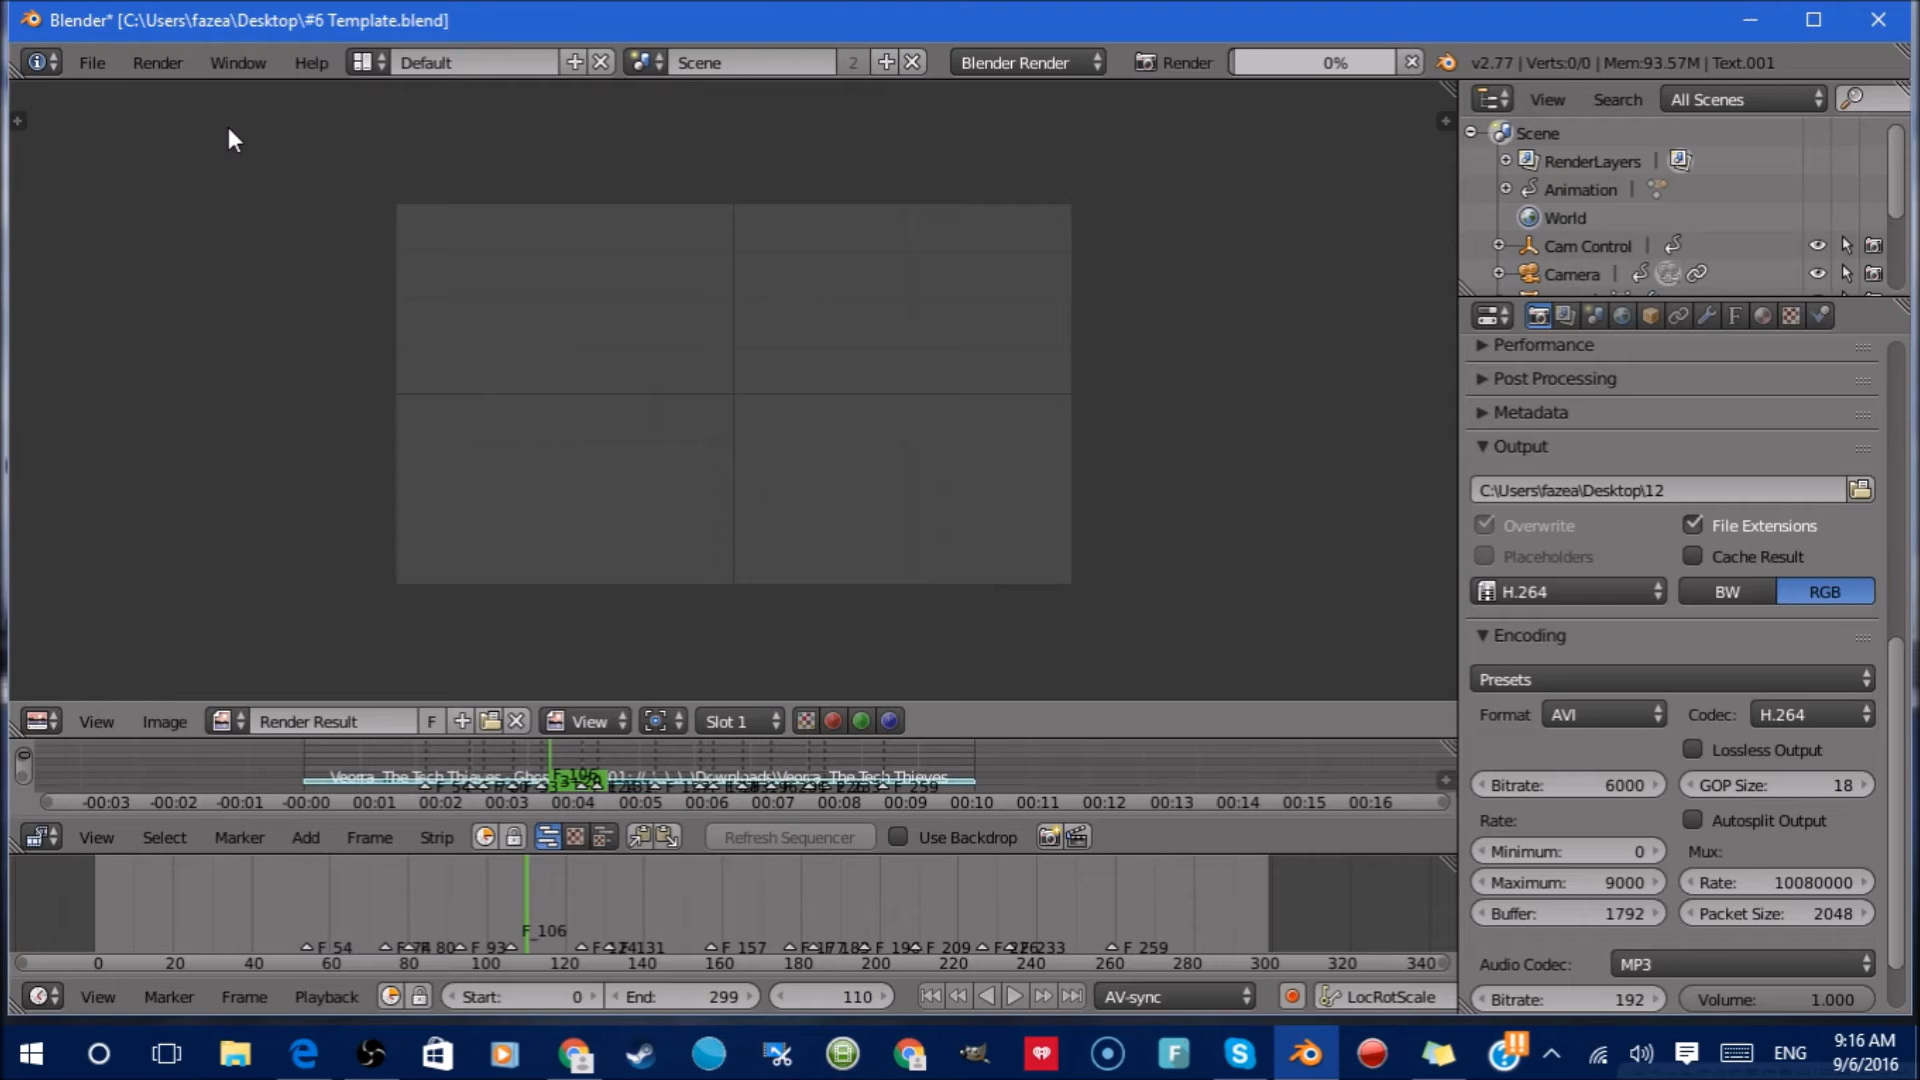 Blender* [C:\Users\fazea\Desktop\#6 Template.blend]
File Render Window Help Default Scene 2 Blender Render Render 0% v2.77 | Verts:0/0 | Mem:93.57M | Text.001
View Search All Scenes
Scene
RenderLayers
Animation
World
Cam Control
Camera
Performance
Post Processing
Metadata
Output
C:\Users\fazea\Desktop\12
Overwrite File Extensions
Placeholders Cache Result
H.264 BW RGB
Encoding
Presets
Format AVI Codec: H.264
Lossless Output
Bitrate: 6000 GOP Size: 18
Rate: Autosplit Output
Minimum: 0 Mux:
Maximum: 9000 Rate: 10080000
Buffer: 1792 Packet Size: 2048
Audio Codec: MP3
Bitrate: 192 Volume: 1.000
View Image Render Result F View Slot 1
F_106
-00:03 -00:02 -00:01 -00:00 00:01 00:02 00:03 00:04 00:05 00:06 00:07 00:08 00:09 00:10 00:11 00:12 00:13 00:14 00:15 00:16
View Select Marker Add Frame Strip Refresh Sequencer Use Backdrop
F_106
F_54 80 F_93 131 F_157 F_209 233 F_259
0 20 40 60 80 100 120 140 160 180 200 220 240 260 280 300 320 340
View Marker Frame Playback Start: 0 End: 299 110 AV-sync LocRotScale
ENG
9:16 AM
9/6/2016